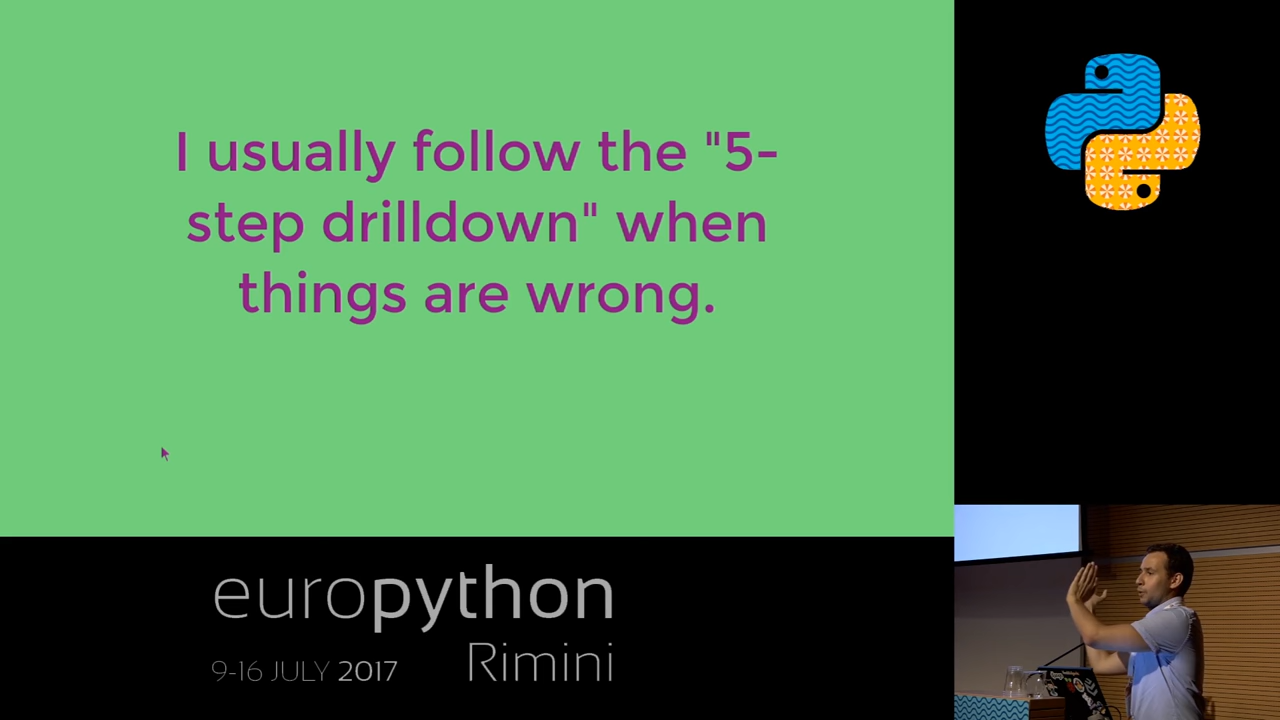 I usually follow the "5-
step drilldown" when
things are wrong.
europython
9-16 JULY 2017 Rimini